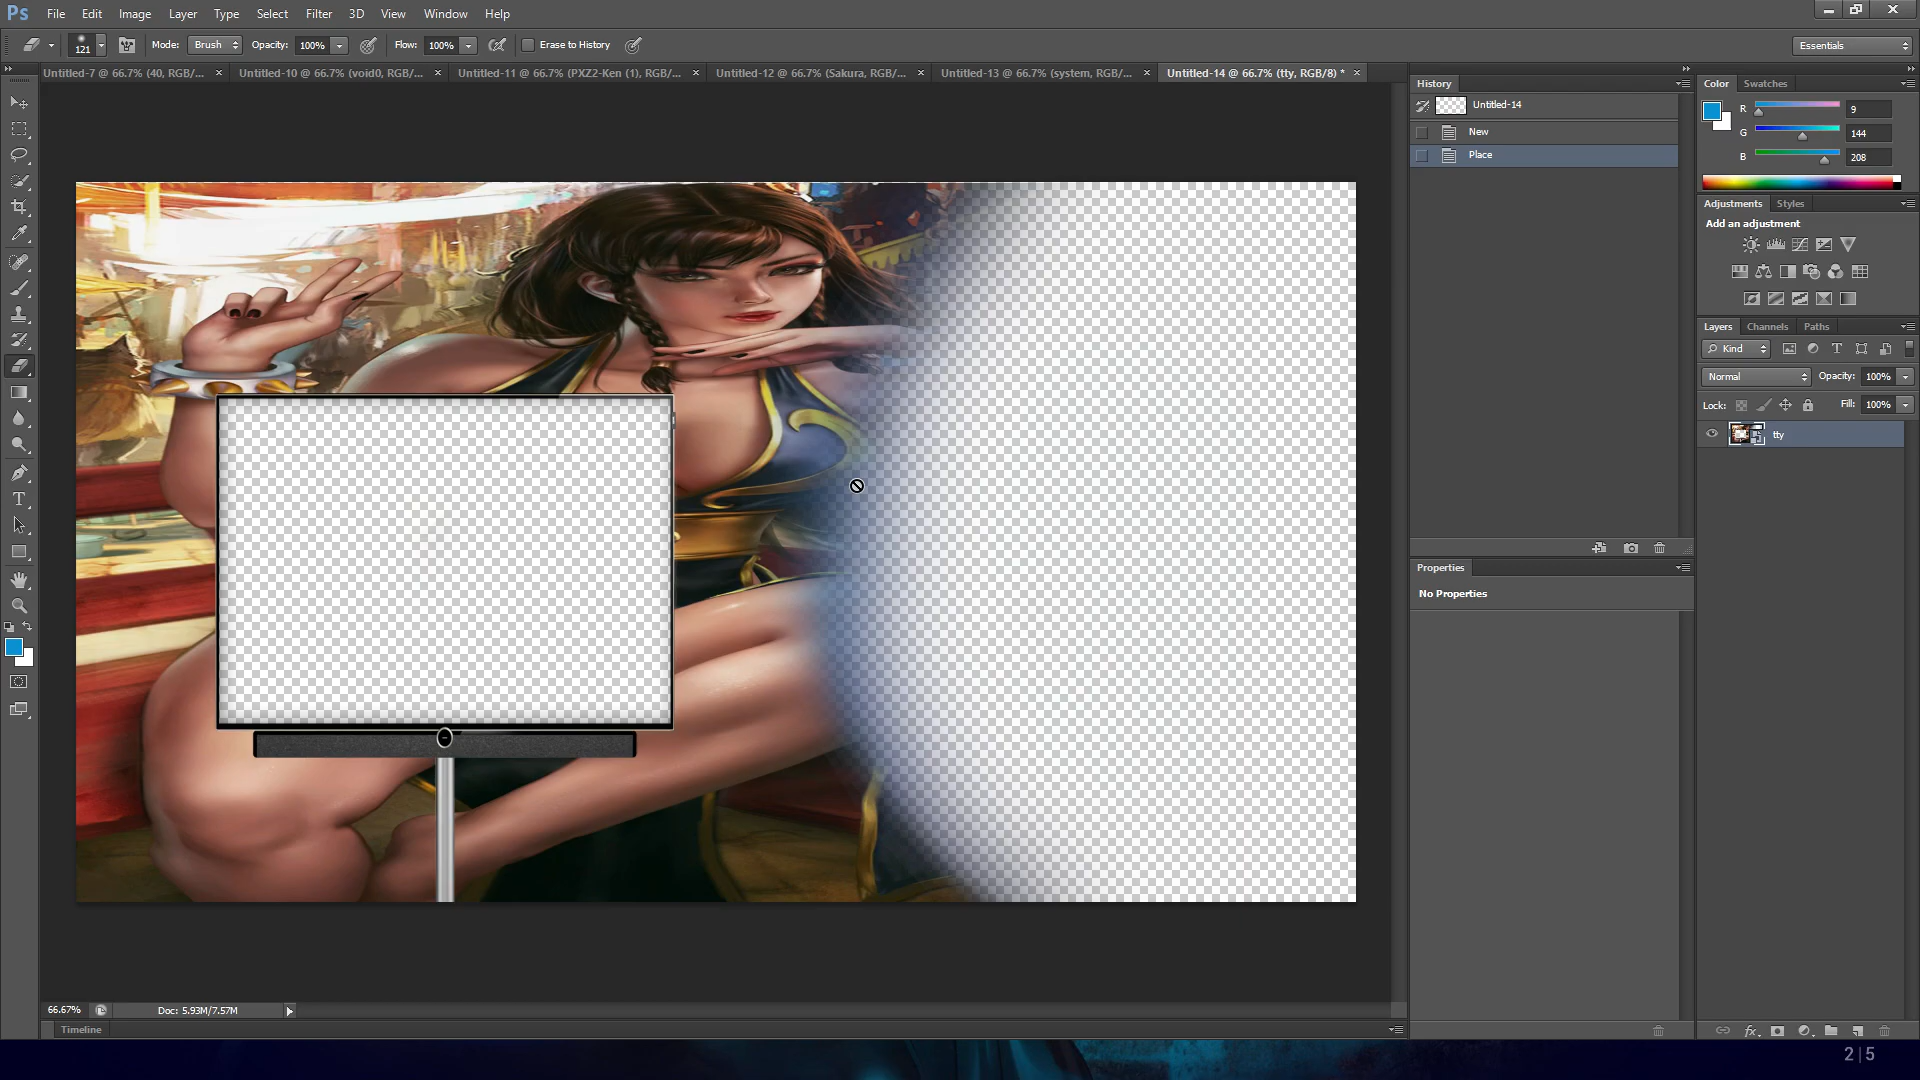 Ps File Edit Image Layer Type Select Filter 3D View Window Help
121 Mode: Brush Opacity: 100% Flow: 100% Erase to History Essentials
Untitled-7 @ 66.7% (40, RGB/... × Untitled-10 @ 66.7% (void0, RGB/... × Untitled-11 @ 66.7% (PXZ2-Ken (1), RGB/... × Untitled-12 @ 66.7% (Sakura, RGB/... × Untitled-13 @ 66.7% (system, RGB/... × Untitled-14 @ 66.7% (tty, RGB/8) * ×
History
Untitled-14
New
Place
Properties
No Properties
Color Swatches
R 9
G 144
B 208
Adjustments Styles
Add an adjustment
Layers Channels Paths
Kind
Normal Opacity: 100%
Lock: Fill: 100%
tty
66.67% Doc: 5.93M/7.57M
Timeline
2|5